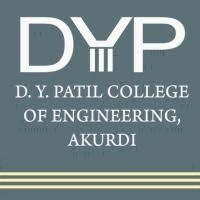 DYP
D. Y. PATIL COLLEGE
OF ENGINEERING,
AKURDI